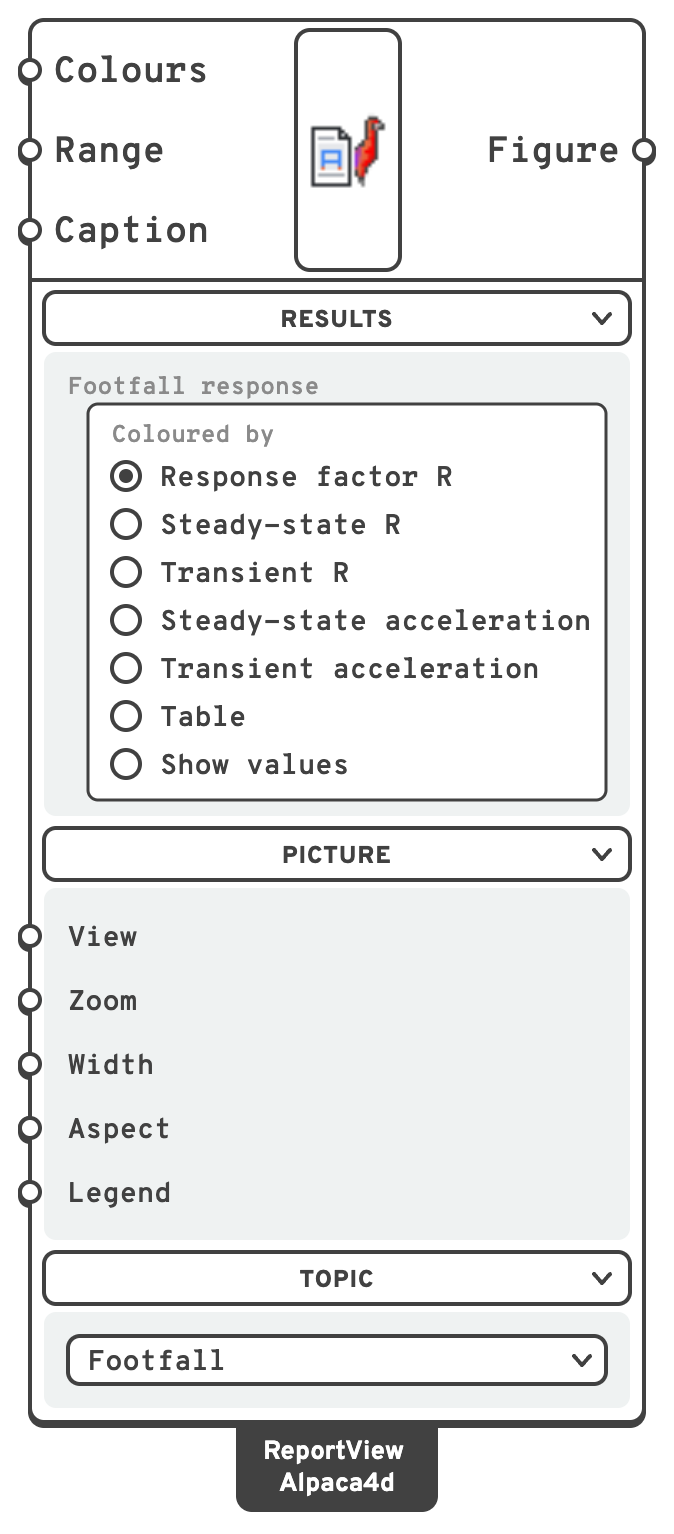 Colours
Range
Figure
Caption
RESULTS
Footfall response
Coloured by
Response factor R
Steady-state R
Transient R
Steady-state acceleration
Transient acceleration
Table
Show values
PICTURE
View
Zoom
Width
Aspect
Legend
TOPIC
Footfall
ReportView
Alpaca4d